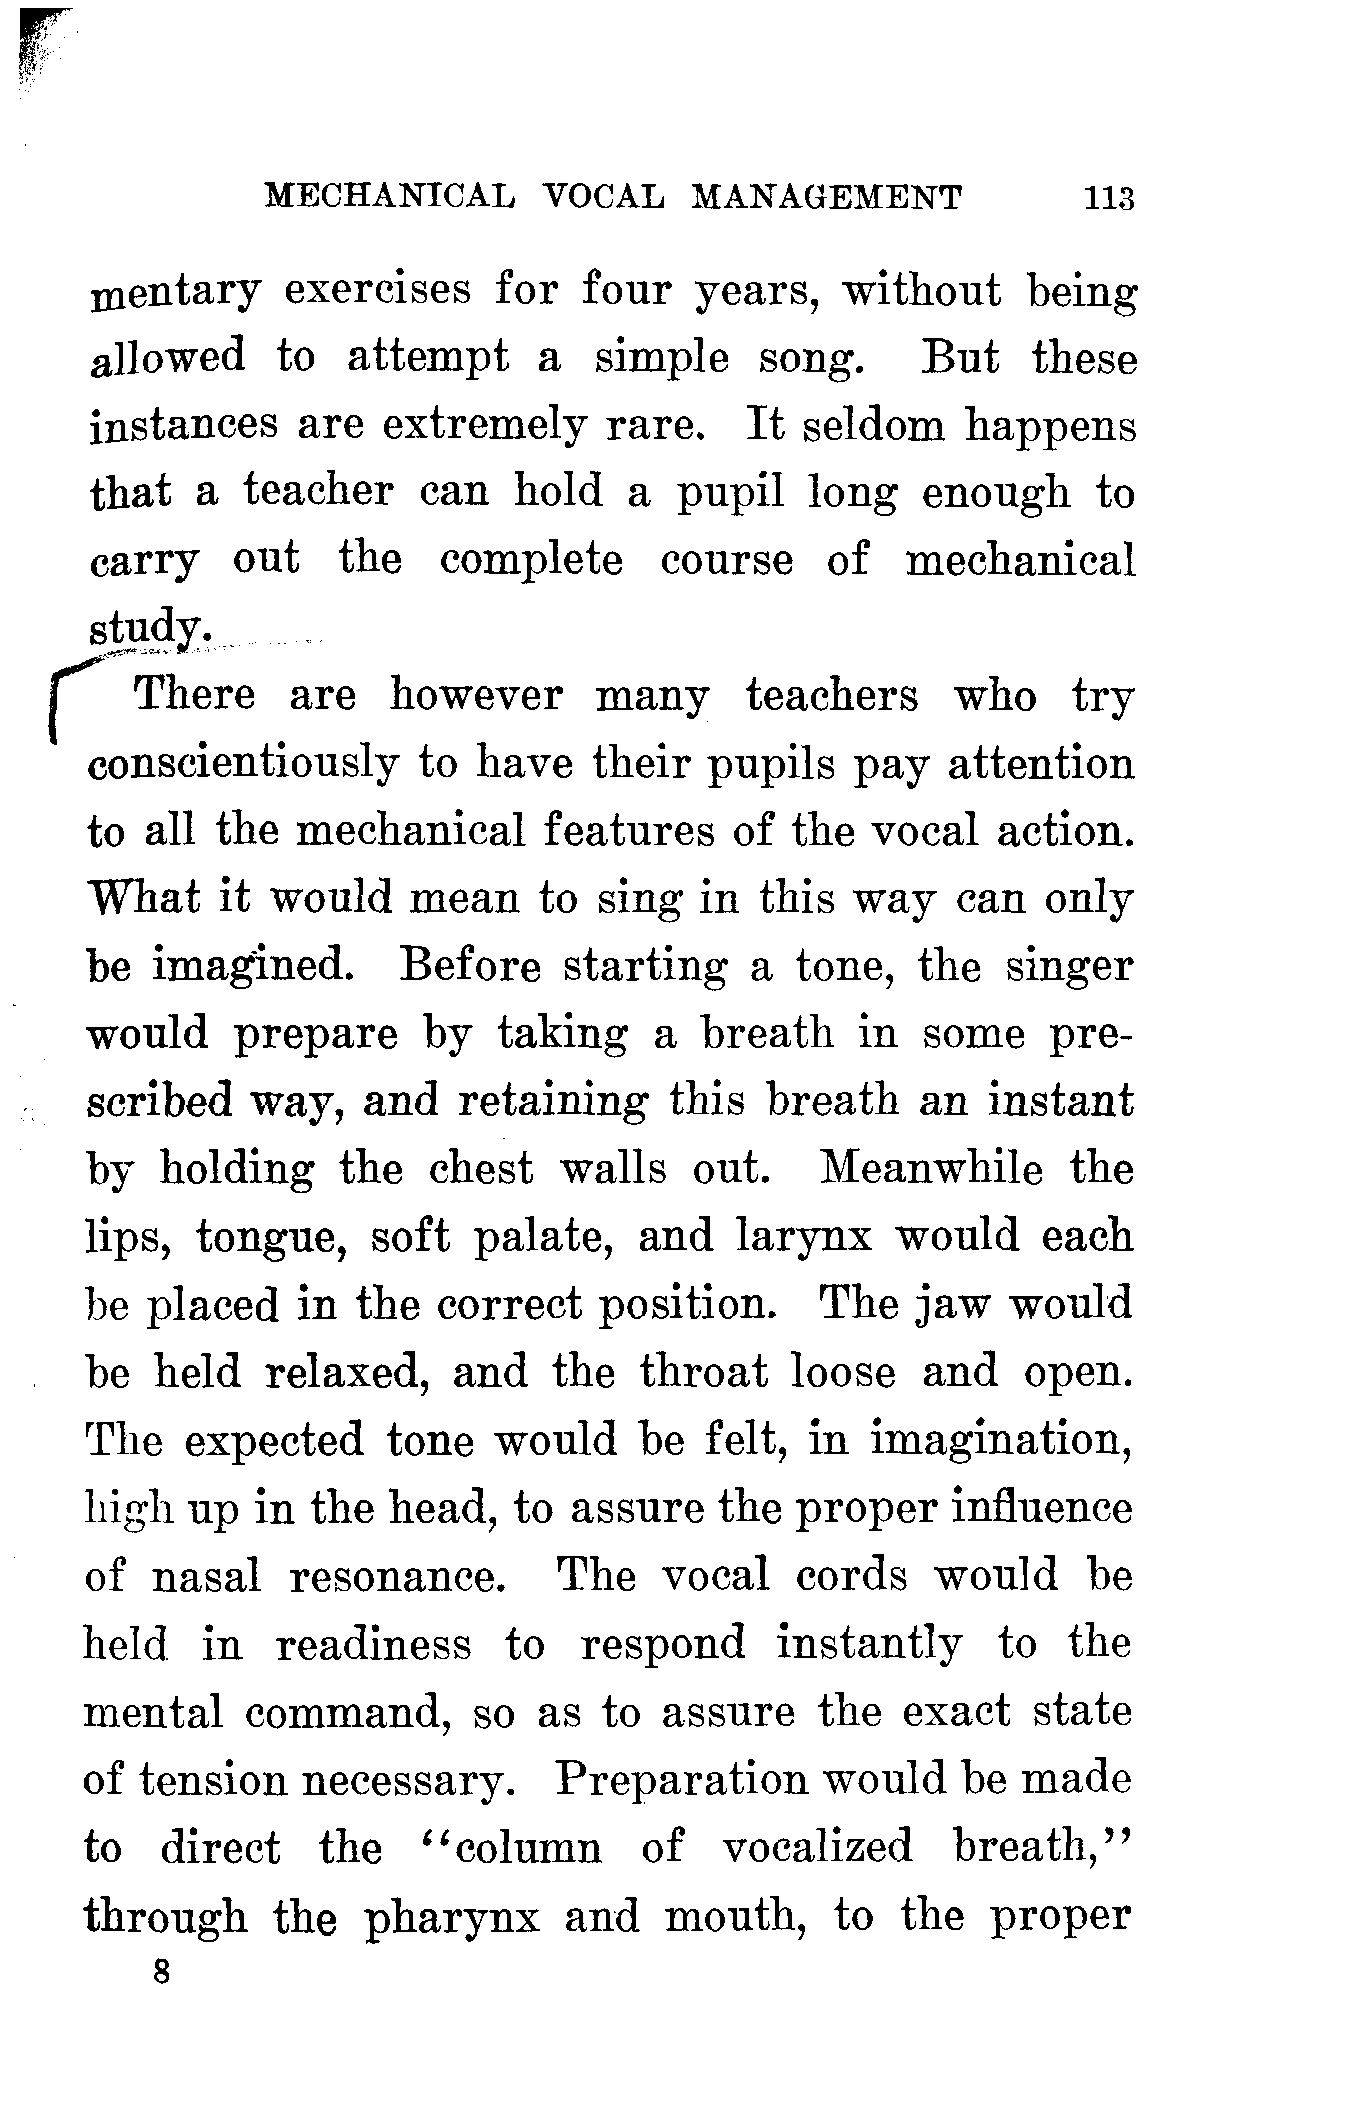 MECHANICAL VOCAL MANAGEMENT 113
mentary exercises for four years, without being
allowed to attempt a simple song. But these
instances are extremely rare. It seldom happens
that a teacher can hold a pupil long enough to
carry out the complete course of mechanical
study.
There are however many teachers who try
conscientiously to have their pupils pay attention
to all the mechanical features of the vocal action.
What it would mean to sing in this way can only
be imagined. Before starting a tone, the singer
would prepare by taking a breath in some pre-
scribed way, and retaining this breath an instant
by holding the chest walls out. Meanwhile the
lips, tongue, soft palate, and larynx would each
be placed in the correct position. The jaw would
be held relaxed, and the throat loose and open.
The expected tone would be felt, in imagination,
high up in the head, to assure the proper influence
of nasal resonance. The vocal cords would be
held in readiness to respond instantly to the
mental command, so as to assure the exact state
of tension necessary. Preparation would be made
to direct the ‘‘column of vocalized breath,’’
through the pharynx and mouth, to the proper
8